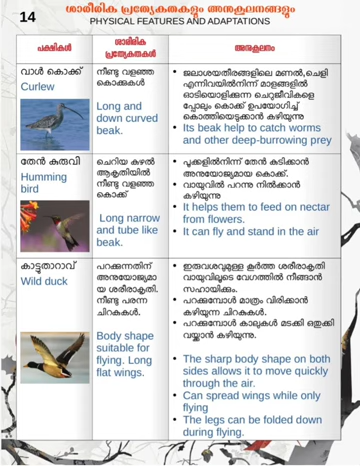 14
ശാരീരിക പ്രത്യേകതകളും അനുകൂലനങ്ങളും
PHYSICAL FEATURES AND ADAPTATIONS
പക്ഷികൾ
ശാരീരിക
പ്രത്യേകതകൾ
അനുകൂലനം
വാൾ കൊക്ക്
Curlew
നീണ്ട വളഞ്ഞ
കൊക്കുകൾ
Long and
down curved
beak.
• ജലാശയതീരങ്ങളിലെ മണൽ,ചെളി
എന്നിവയിൽനിന്ന് മാളങ്ങളിൽ
ഓടിയൊളിക്കുന്ന ചെറുജീവികളെ
പ്പോലും കൊക്ക് ഉപയോഗിച്ച്
കൊത്തിയെടുക്കാൻ കഴിയുന്നു
• Its beak help to catch worms
and other deep-burrowing prey
തേൻ കുരുവി
Humming
bird
ചെറിയ കുഴൽ
ആകൃതിയിൽ
നീണ്ട വളഞ്ഞ
കൊക്ക്
Long narrow
and tube like
beak.
• പൂക്കളിൽനിന്ന് തേൻ കുടിക്കാൻ
അനുയോജ്യമായ കൊക്ക്.
• വായുവിൽ പറന്നു നിൽക്കാൻ
കഴിയുന്നു
• It helps them to feed on nectar
from flowers.
• It can fly and stand in the air
കാട്ടുതാറാവ്
Wild duck
പറക്കുന്നതിന്
അനുയോജ്യമാ
യ ശരീരാകൃതി.
നീണ്ട പരന്ന
ചിറകുകൾ.
Body shape
suitable for
flying. Long
flat wings.
• ഇരുവശവുമുള്ള കൂർത്ത ശരീരാകൃതി
വായുവിലൂടെ വേഗത്തിൽ നീങ്ങാൻ
സഹായിക്കും.
• പറക്കുമ്പോൾ മാത്രം വിരിക്കാൻ
കഴിയുന്ന ചിറകുകൾ.
• പറക്കുമ്പോൾ കാലുകൾ മടക്കി ഒതുക്കി
വയ്ക്കാൻ കഴിയുന്നു.
• The sharp body shape on both
sides allows it to move quickly
through the air.
• Can spread wings while only
flying
• The legs can be folded down
during flying.